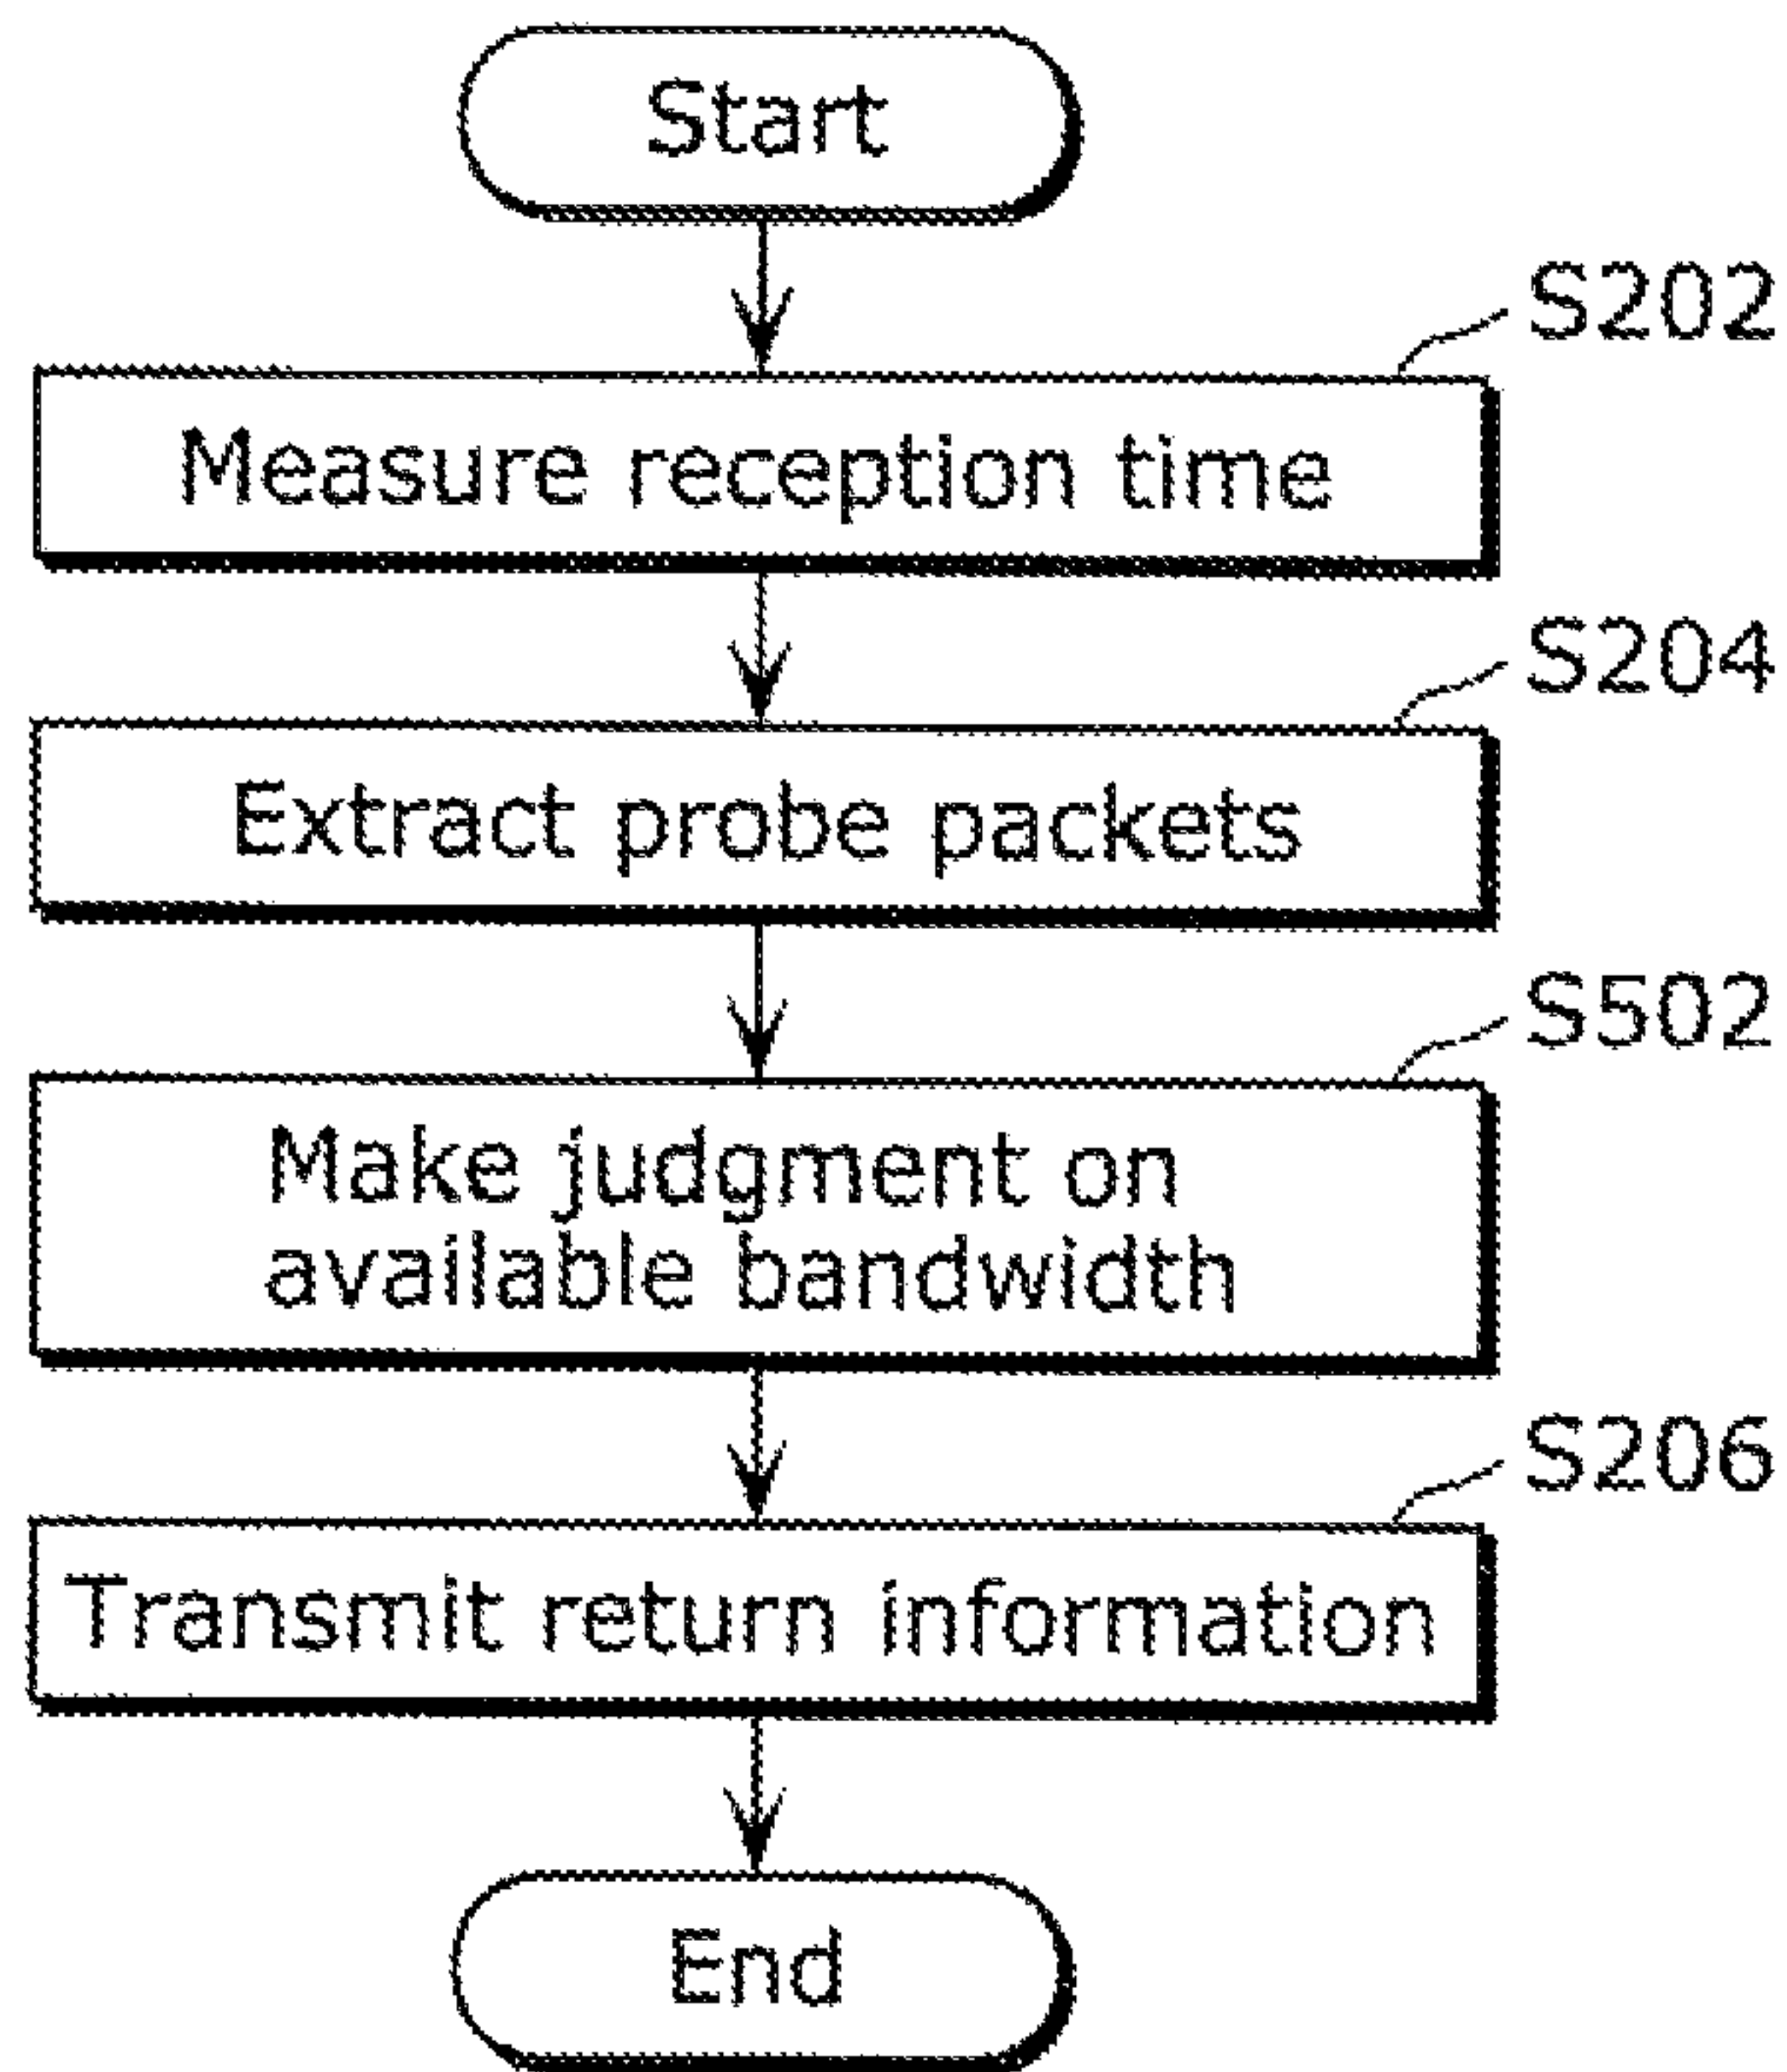 Start
S202
Measure reception time
S204
Extract probe packets
S502
Make judgment on
available bandwidth
S206
Transmit return information
End